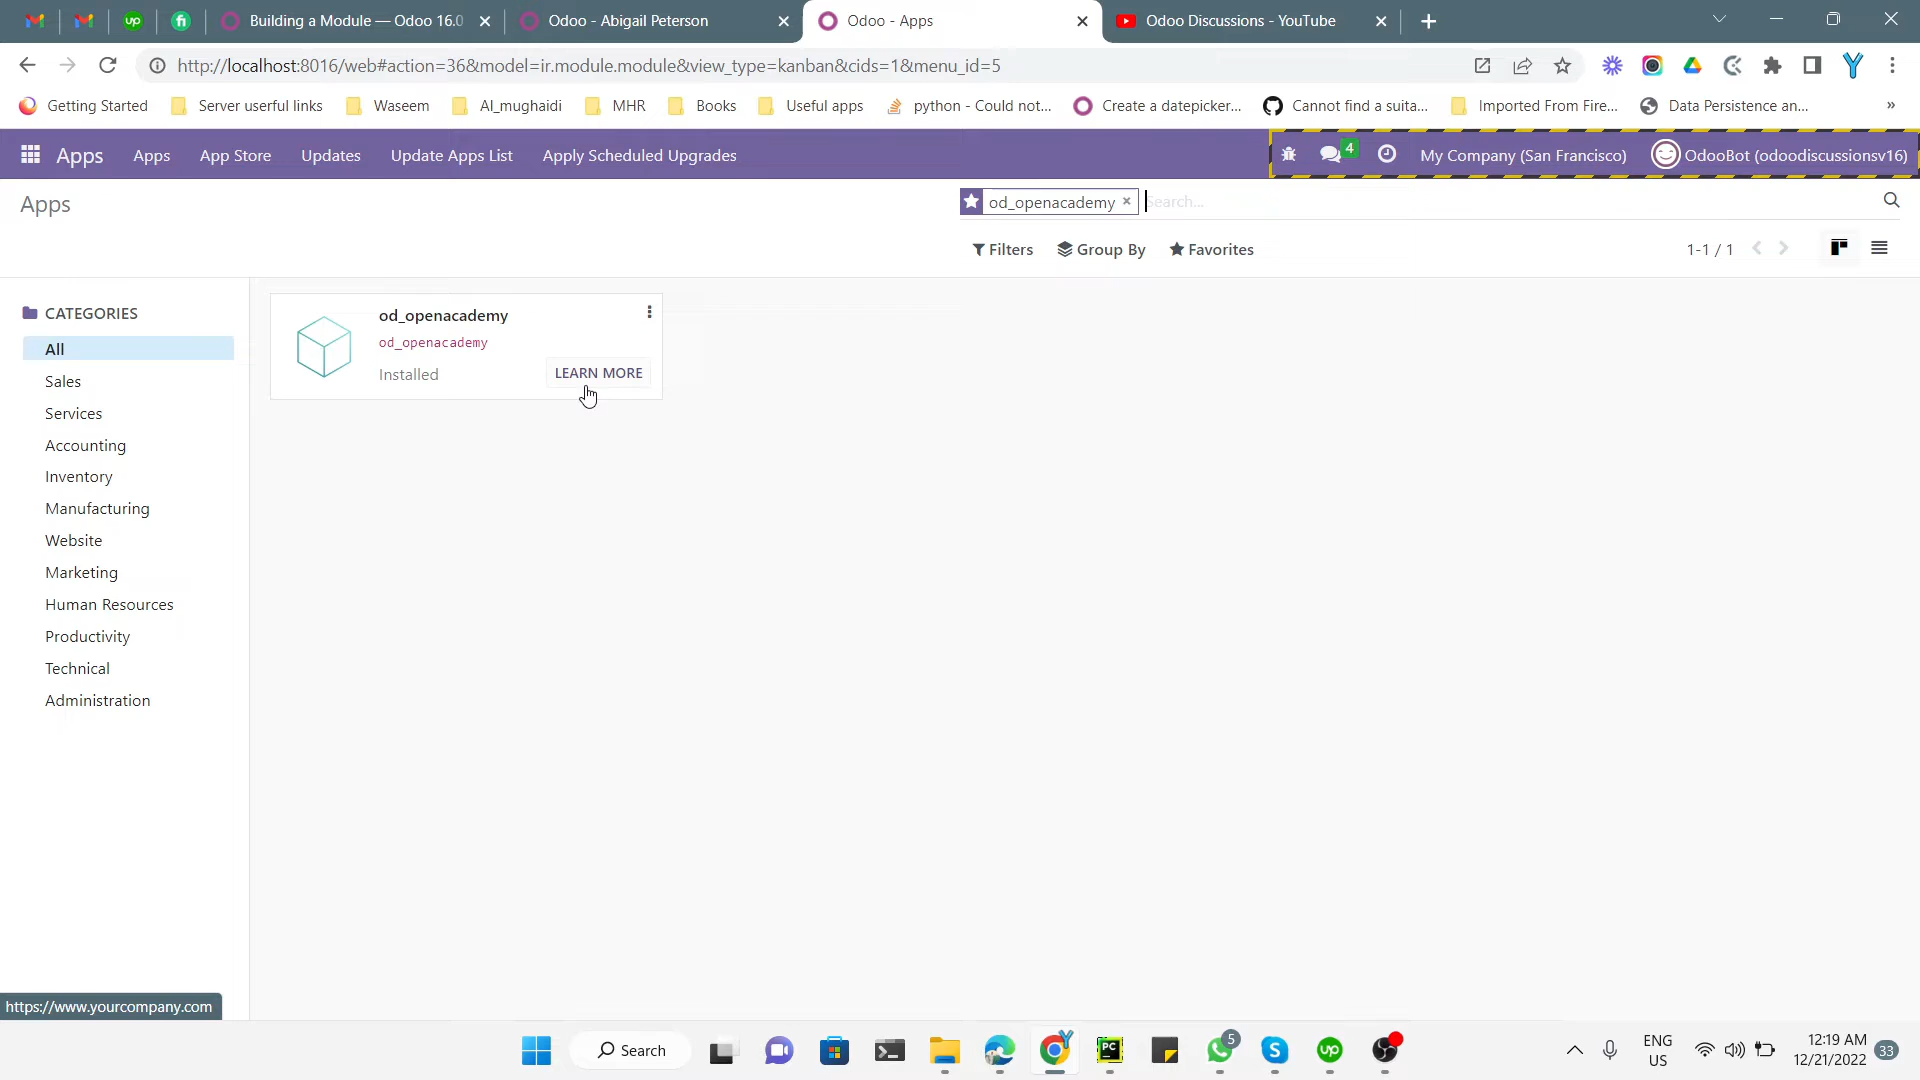 Building a Module — Odoo 16.0
Odoo - Abigail Peterson
Odoo - Apps
Odoo Discussions - YouTube
http://localhost:8016/web#action=36&model=ir.module.module&view_type=kanban&cids=1&menu_id=5
Getting Started
Server userful links
Waseem
Al_mughaidi
MHR
Books
Useful apps
python - Could not...
Create a datepicker...
Cannot find a suita...
Imported From Fire...
Data Persistence an...
»
Apps
Apps
App Store
Updates
Update Apps List
Apply Scheduled Upgrades
4
My Company (San Francisco)
OdooBot (odoodiscussionsv16)
Apps
od_openacademy ×
Search...
Filters
Group By
Favorites
1-1 / 1
CATEGORIES
All
Sales
Services
Accounting
Inventory
Manufacturing
Website
Marketing
Human Resources
Productivity
Technical
Administration
od_openacademy
od_openacademy
Installed
LEARN MORE
https://www.yourcompany.com
Search
5
ENG
US
12:19 AM
12/21/2022
33